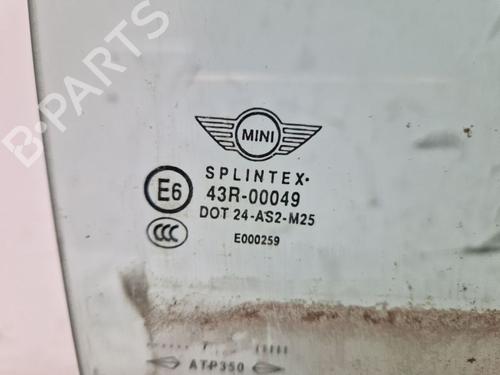 B-PARTS
MINI
SPLINTEX
E6
43R-00049
DOT 24-AS2-M25
CCC
E000259
ATP350